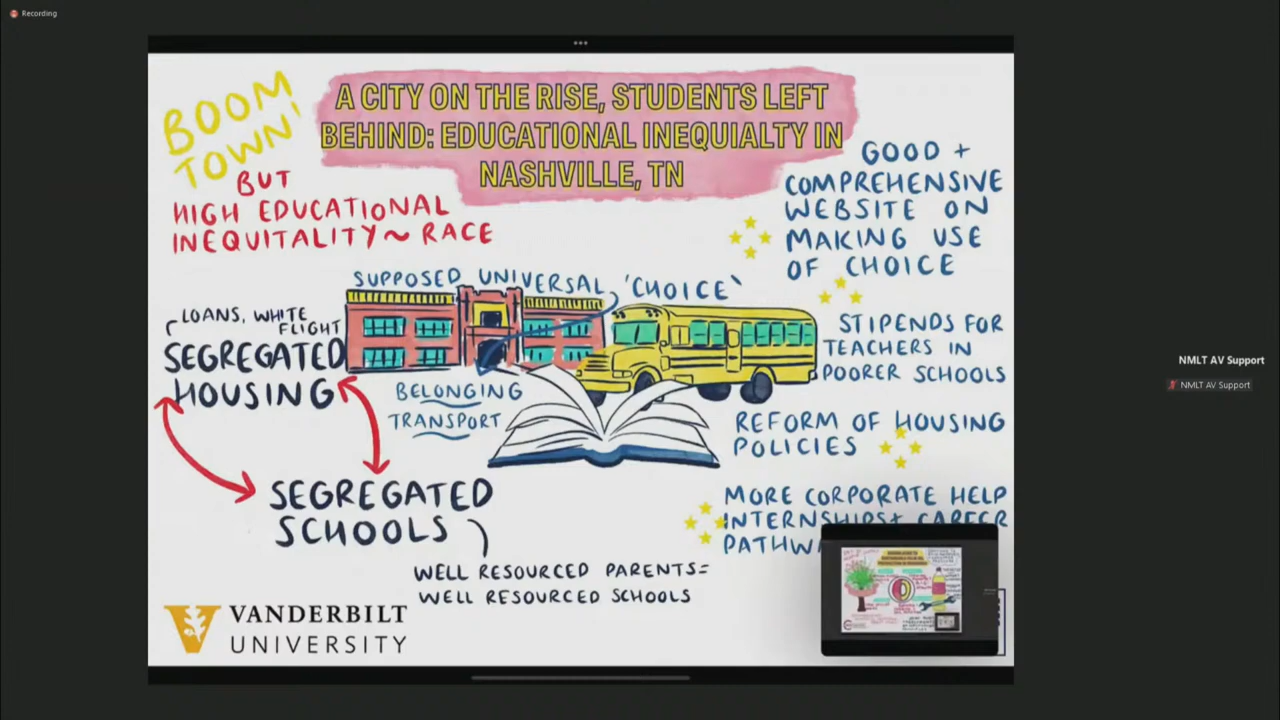 Recording
BOOM
TOWN'
BUT
HIGH EDUCATIONAL
INEQUITALITY ~ RACE
A CITY ON THE RISE, STUDENTS LEFT
BEHIND: EDUCATIONAL INEQUIALTY IN
NASHVILLE, TN
GOOD +
COMPREHENSIVE
WEBSITE ON
MAKING USE
OF CHOICE
SUPPOSED UNIVERSAL 'CHOICE'
LOANS, WHITE
FLIGHT
SEGREGATED
HOUSING
BELONGING
TRANSPORT
STIPENDS FOR
TEACHERS IN
POORER SCHOOLS
REFORM OF HOUSING
POLICIES
SEGREGATED
SCHOOLS
MORE CORPORATE HELP
INTERNSHIPS + CAREER
WELL RESOURCED PARENTS =
WELL RESOURCED SCHOOLS
VANDERBILT
UNIVERSITY
NMLT AV Support
NMLT AV Support